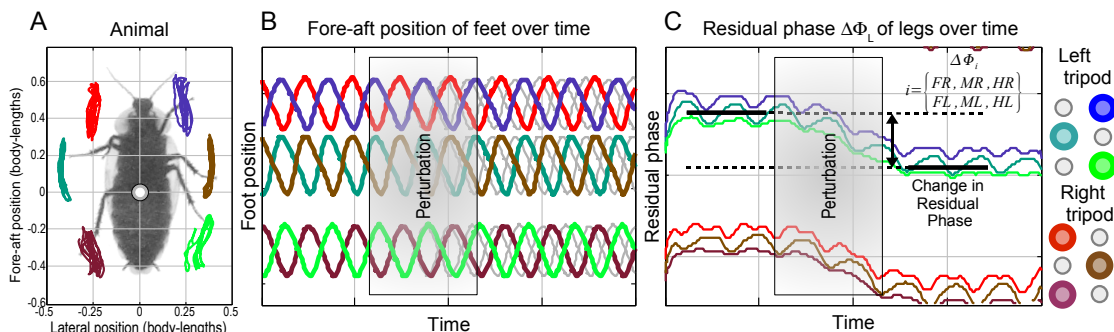 A
Animal
Fore-aft position (body-lengths)
0.6
0.4
0.2
0
-0.2
-0.4
-0.6
-0.5
-0.25
0
0.25
0.5
Lateral position (body-lengths)
B
Fore-aft position of feet over time
Foot position
Perturbation
Time
C
Residual phase ΔΦL of legs over time
Residual phase
Perturbation
ΔΦi
i={FR, MR, HR
FL, ML, HL}
Change in
Residual
Phase
Time
Left
tripod
Right
tripod